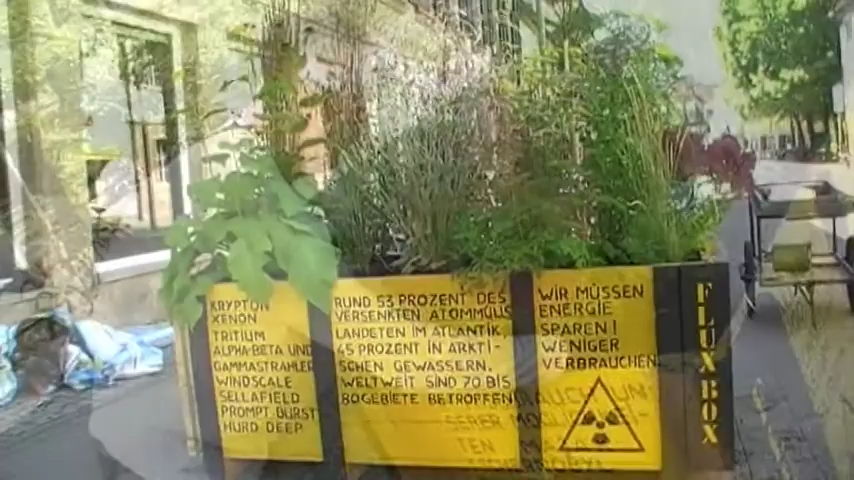 KRYPTON
XENON
TRITIUM
ALPHA-BETA UND
GAMMASTRAHLER
WINDSCALE
SELLAFIELD
PROMPT BURST
HURD DEEP
RUND 53 PROZENT DES
VERSENKTEN ATOMMÜLLS
LANDETEN IM ATLANTIK,
45 PROZENT IN ARKTI-
SCHEN GEWÄSSERN.
WELTWEIT SIND 70 BIS
80 GEBIETE BETROFFEN
WIR MÜSSEN
ENERGIE
SPAREN!
WENIGER
VERBRAUCHEN
FLUXBOX